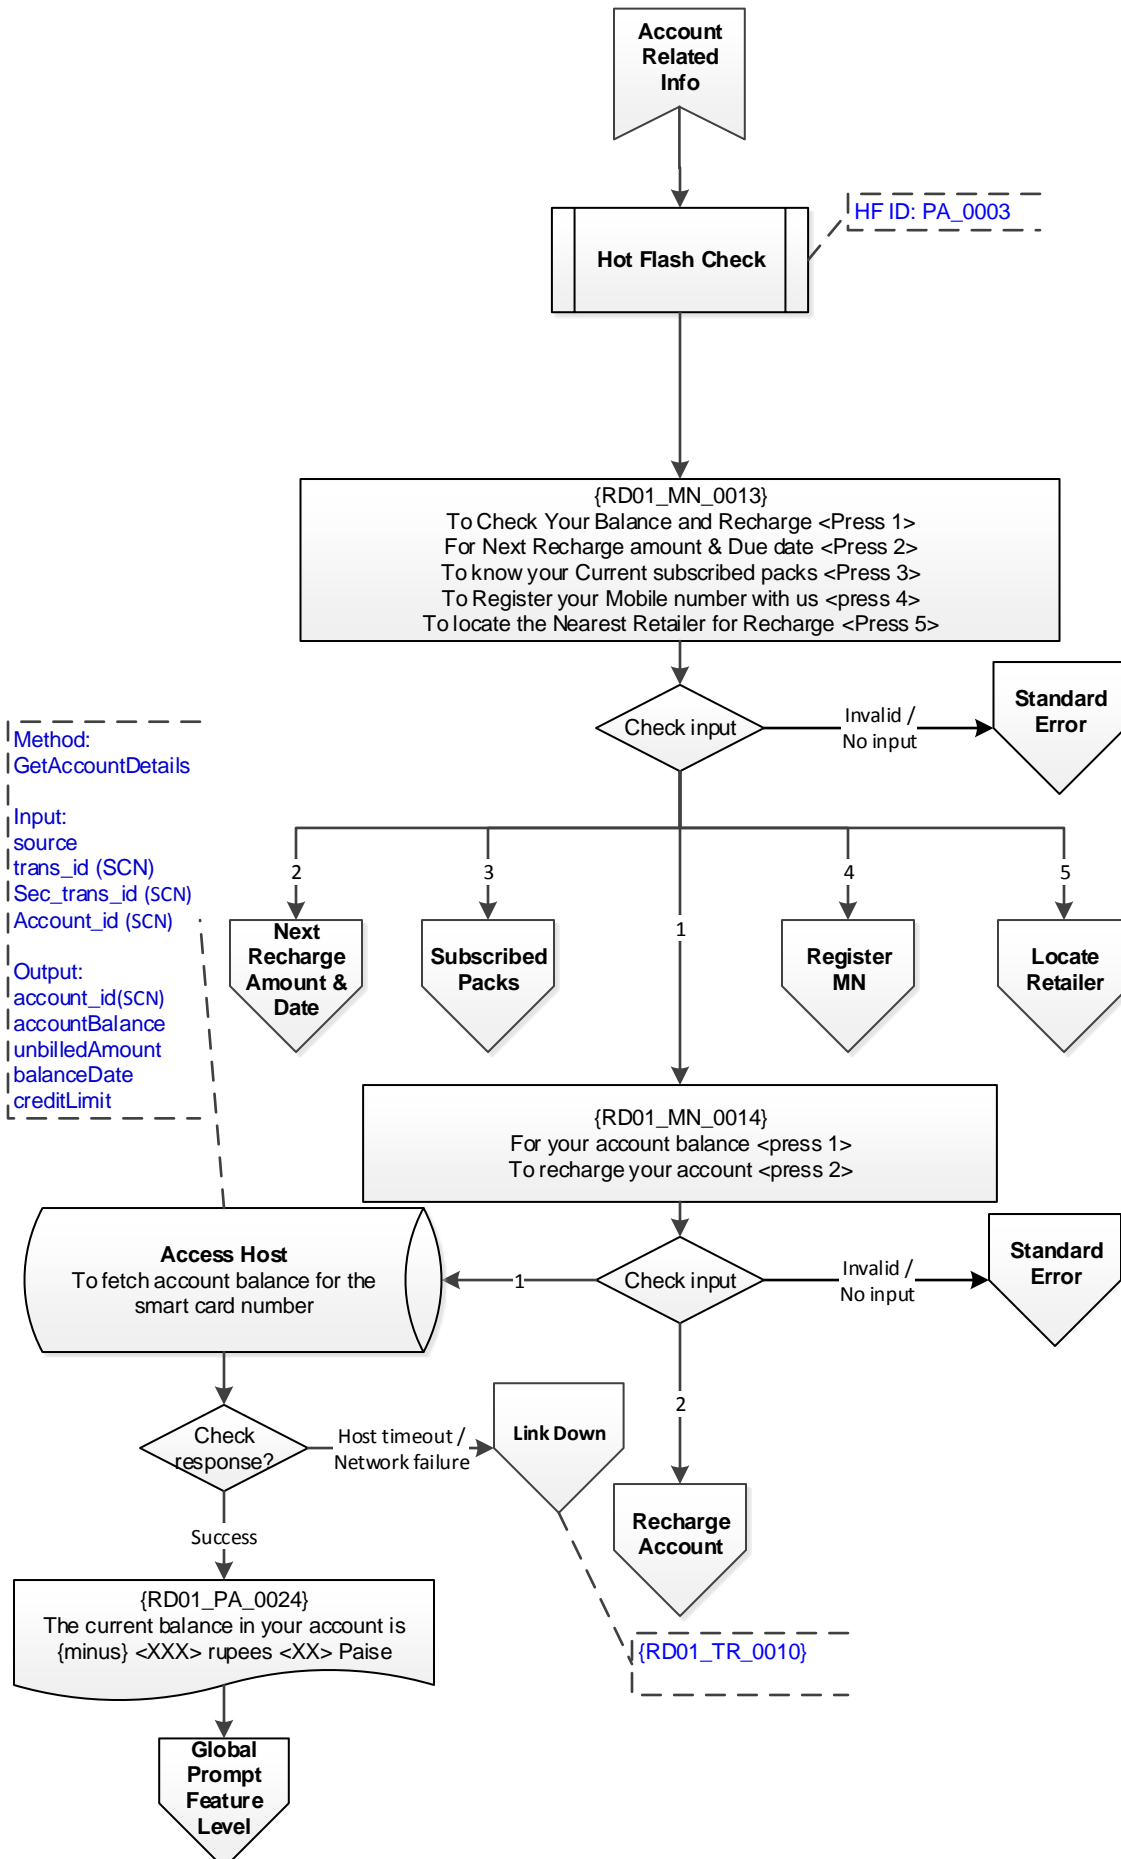 Account
Related
Info
HF ID: PA_0003
Hot Flash Check
{RD01_MN_0013}
To Check Your Balance and Recharge <Press 1>
For Next Recharge amount & Due date <Press 2>
To know your Current subscribed packs <Press 3>
To Register your Mobile number with us <press 4>
To locate the Nearest Retailer for Recharge <Press 5>
Check input
Invalid /
No input
Standard
Error
Method:
GetAccountDetails
Input:
source
trans_id (SCN)
Sec_trans_id (SCN)
Account_id (SCN)
Output:
account_id(SCN)
accountBalance
unbilledAmount
balanceDate
creditLimit
2
3
1
4
5
Next
Recharge
Amount &
Date
Subscribed
Packs
Register
MN
Locate
Retailer
{RD01_MN_0014}
For your account balance <press 1>
To recharge your account <press 2>
Access Host
To fetch account balance for the
smart card number
1
Check input
Invalid /
No input
Standard
Error
2
Check
response?
Host timeout /
Network failure
Link Down
Recharge
Account
Success
{RD01_PA_0024}
The current balance in your account is
{minus} <XXX> rupees <XX> Paise
{RD01_TR_0010}
Global
Prompt
Feature
Level